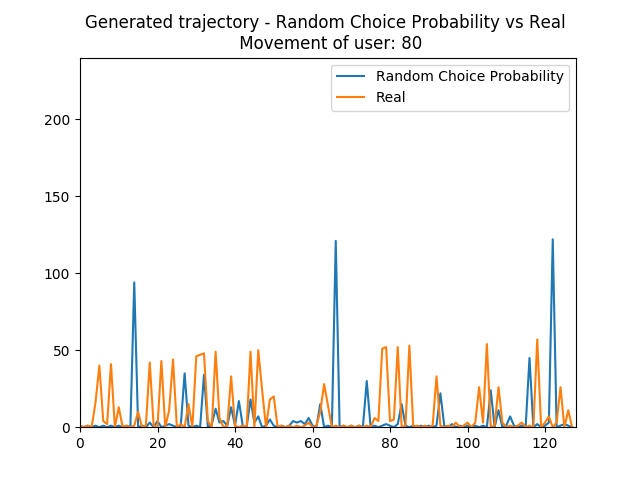 Generated trajectory - Random Choice Probability vs Real
Movement of user: 80
Random Choice Probability
Real
200
150
100
50
0
0 20 40 60 80 100 120